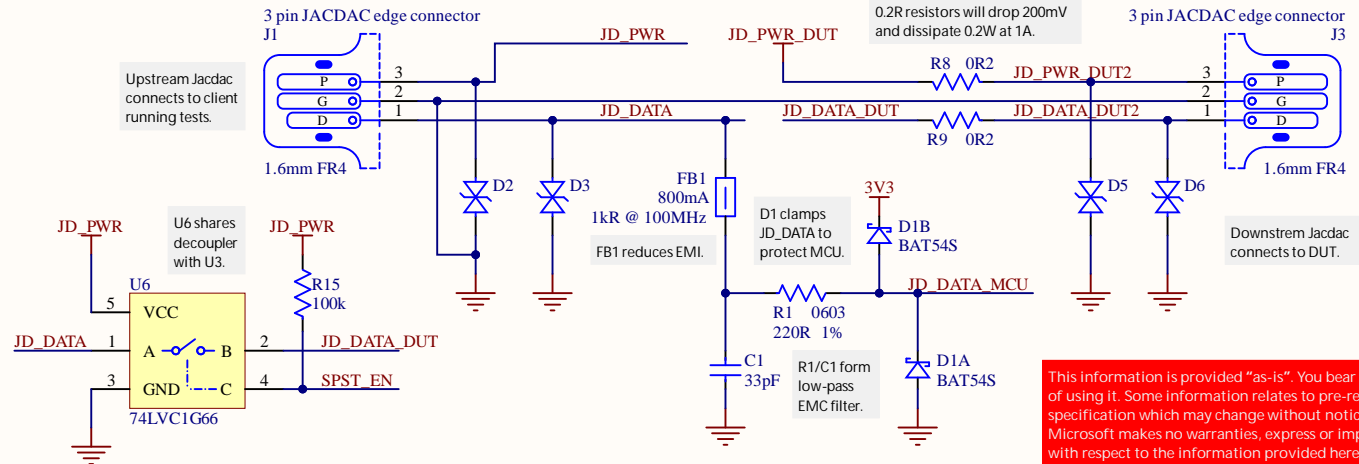 3 pin JACDAC edge connector
J1
JD_PWR
JD_PWR_DUT
0.2R resistors will drop 200mV
and dissipate 0.2W at 1A.
3 pin JACDAC edge connector
J3
Upstream Jacdac
connects to client
running tests.
P
G
D
3
2
1
1.6mm FR4
JD_DATA
R8 0R2
JD_PWR_DUT2
JD_DATA_DUT
JD_DATA_DUT2
R9 0R2
3
2
1
P
G
D
1.6mm FR4
D2
D3
FB1
800mA
1kR @ 100MHz
FB1 reduces EMI.
D1 clamps
JD_DATA to
protect MCU.
3V3
D1B
BAT54S
D5
D6
Downstrem Jacdac
connects to DUT.
JD_PWR
U6 shares
decoupler
with U3.
JD_PWR
R15
100k
U6
5
VCC
JD_DATA
1
A
B
2
JD_DATA_DUT
3
GND
C
4
SPST_EN
74LVC1G66
JD_DATA_MCU
R1 0603
220R 1%
C1
33pF
R1/C1 form
low-pass
EMC filter.
D1A
BAT54S
This information is provided "as-is". You bear
of using it. Some information relates to pre-re
specification which may change without notic
Microsoft makes no warranties, express or imp
with respect to the information provided here